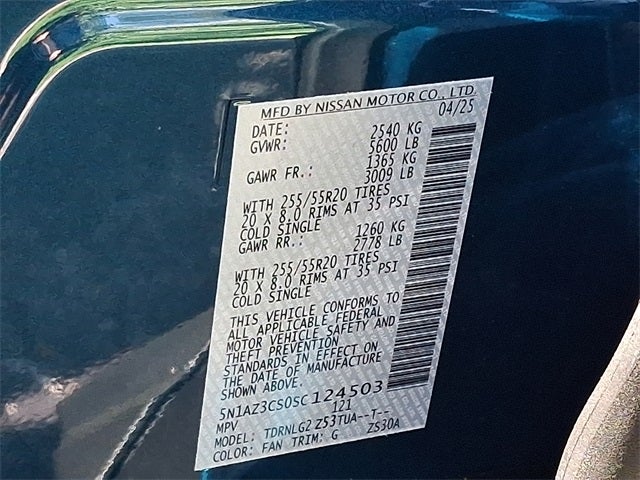 MFD BY NISSAN MOTOR CO., LTD.
DATE: 04/25
GVWR: 2540 KG
5600 LB
GAWR FR.: 1365 KG
3009 LB
WITH 255/55R20 TIRES
20 X 8.0 RIMS AT 35 PSI
COLD SINGLE
GAWR RR.: 1260 KG
2778 LB
WITH 255/55R20 TIRES
20 X 8.0 RIMS AT 35 PSI
COLD SINGLE
THIS VEHICLE CONFORMS TO
ALL APPLICABLE FEDERAL
MOTOR VEHICLE SAFETY AND
THEFT PREVENTION
STANDARDS IN EFFECT ON
THE DATE OF MANUFACTURE
SHOWN ABOVE.
5N1AZ3CS0SC124503
MPV 121
MODEL: TDRNLG2 Z53TUA--T--
COLOR: FAN TRIM: G ZS30A